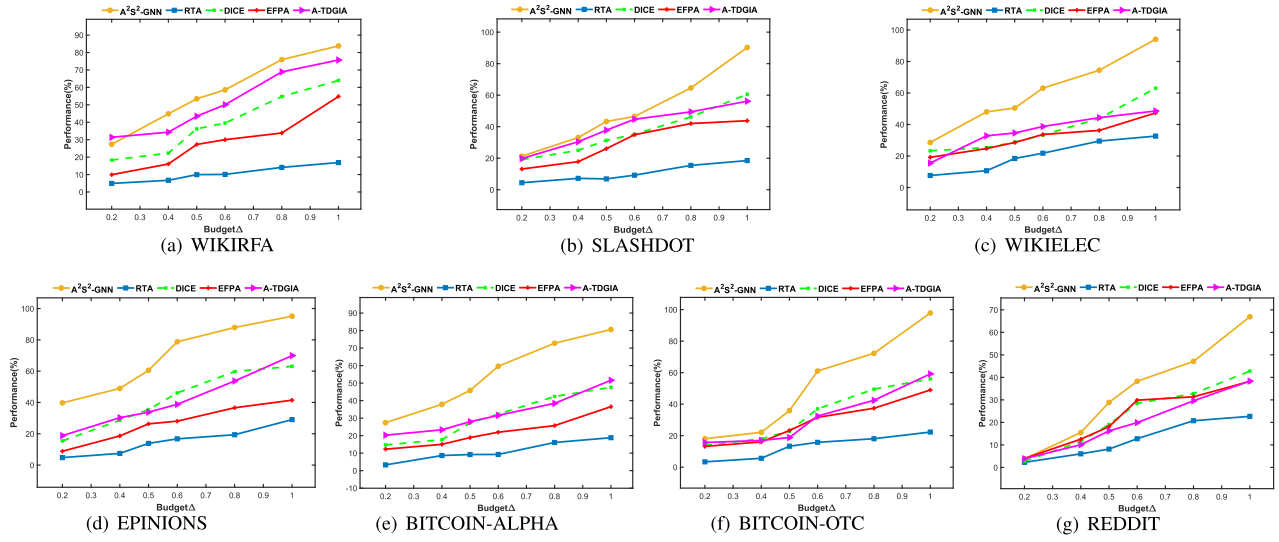 A²S²-GNN RTA DICE EFPA A-TDGIA
Performance(%)
90
80
70
60
50
40
30
20
10
0
0.2 0.3 0.4 0.5 0.6 0.7 0.8 0.9 1
BudgetΔ
(a) WIKIRFA
A²S²-GNN RTA DICE EFPA A-TDGIA
Performance(%)
100
80
60
40
20
0
0.2 0.3 0.4 0.5 0.6 0.7 0.8 0.9 1
BudgetΔ
(b) SLASHDOT
A²S²-GNN RTA DICE EFPA A-TDGIA
Performance(%)
100
80
60
40
20
0
0.2 0.3 0.4 0.5 0.6 0.7 0.8 0.9 1
BudgetΔ
(c) WIKIELEC
A²S²-GNN RTA DICE EFPA A-TDGIA
Performance(%)
100
80
60
40
20
0
0.2 0.3 0.4 0.5 0.6 0.7 0.8 0.9 1
BudgetΔ
(d) EPINIONS
A²S²-GNN RTA DICE EFPA A-TDGIA
Performance(%)
90
80
70
60
50
40
30
20
10
0
-10
0.2 0.3 0.4 0.5 0.6 0.7 0.8 0.9 1
BudgetΔ
(e) BITCOIN-ALPHA
A²S²-GNN RTA DICE EFPA A-TDGIA
Performance(%)
100
80
60
40
20
0
0.2 0.3 0.4 0.5 0.6 0.7 0.8 0.9 1
BudgetΔ
(f) BITCOIN-OTC
A²S²-GNN RTA DICE EFPA A-TDGIA
Performance(%)
70
60
50
40
30
20
10
0
0.2 0.3 0.4 0.5 0.6 0.7 0.8 0.9 1
BudgetΔ
(g) REDDIT